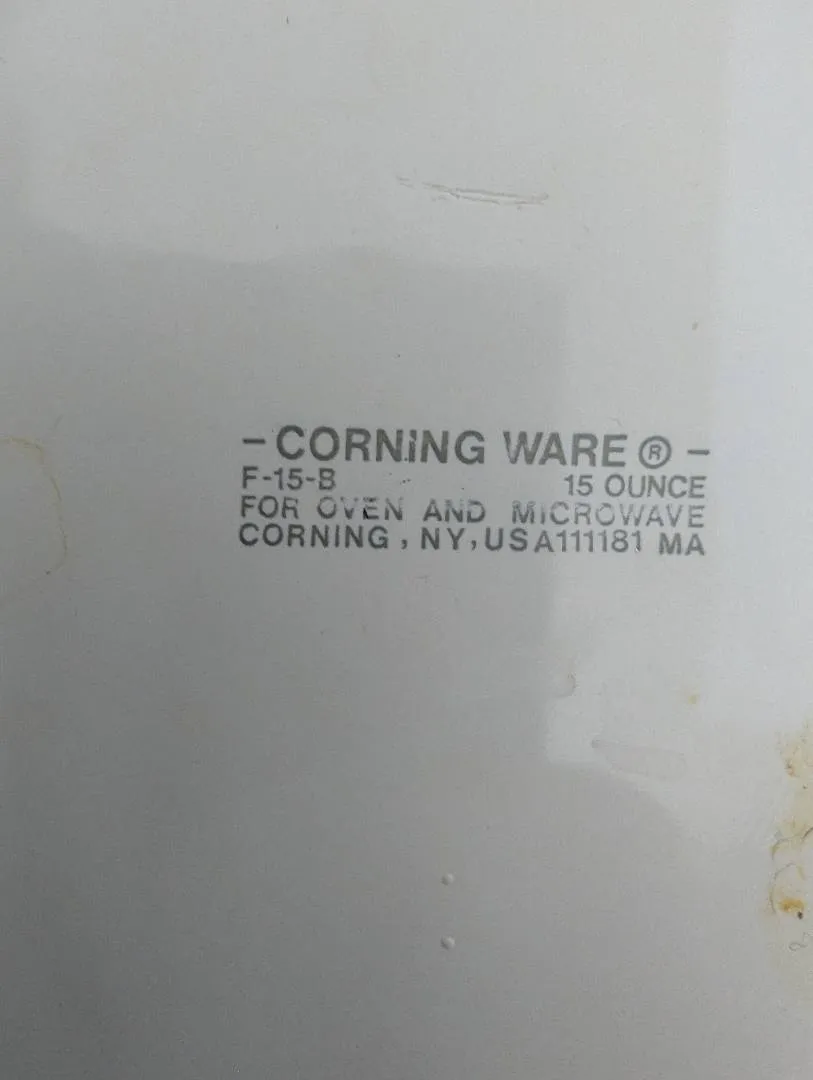 - CORNING WARE ® -
F-15-B 15 OUNCE
FOR OVEN AND MICROWAVE
CORNING, NY, USA111181 MA